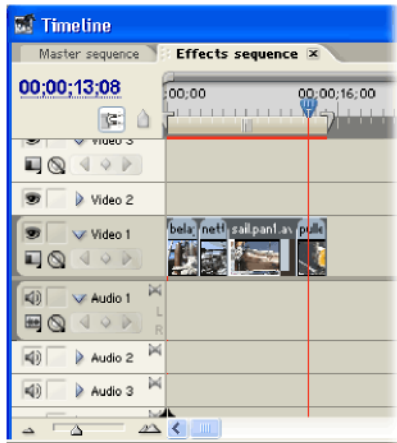 Timeline
Master sequence
Effects sequence
00;00;13;08
;00;00
00;00;16;00
Video 3
Video 2
Video 1
bela
netf
sail.pan1.av
pulle
Audio 1
L
R
Audio 2
Audio 3